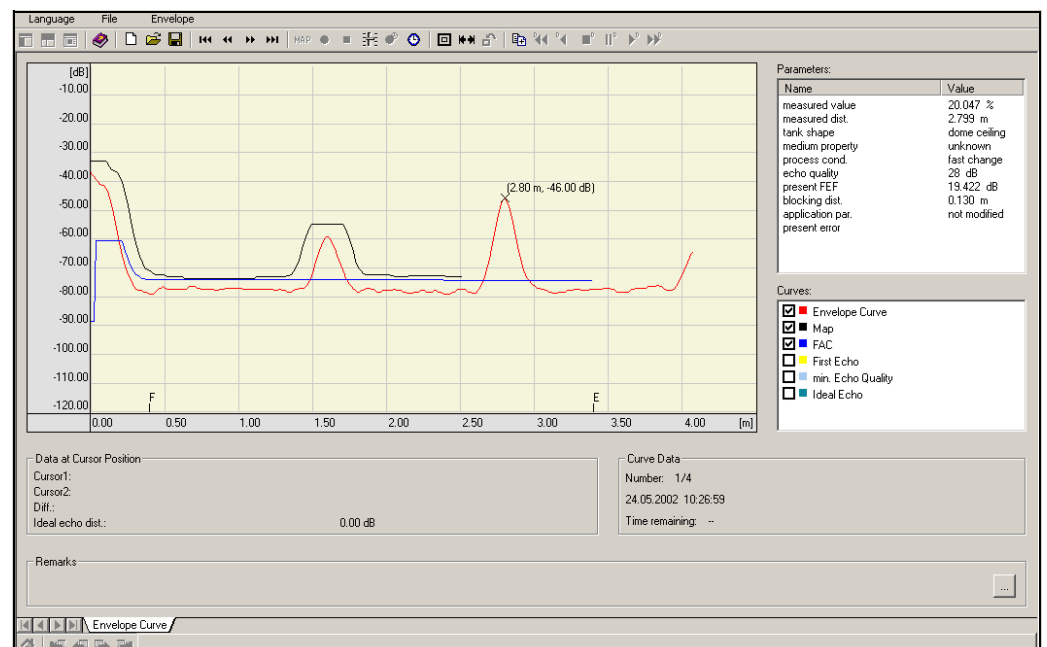 Language File Envelope
MAP
[dB]
-10.00
-20.00
-30.00
-40.00
-50.00
-60.00
-70.00
-80.00
-90.00
-100.00
-110.00
-120.00
(2.80 m, -46.00 dB)
F
E
0.00 0.50 1.00 1.50 2.00 2.50 3.00 3.50 4.00 [m]
Parameters:
Name Value
measured value 20.047 %
measured dist. 2.799 m
tank shape dome ceiling
medium property unknown
process cond. fast change
echo quality 28 dB
present FEF 19.422 dB
blocking dist. 0.130 m
application par. not modified
present error
Curves:
Envelope Curve
Map
FAC
First Echo
min. Echo Quality
Ideal Echo
Data at Cursor Position
Cursor1:
Cursor2:
Diff.:
Ideal echo dist.: 0.00 dB
Curve Data
Number: 1/4
24.05.2002 10:26:59
Time remaining: --
Remarks
...
Envelope Curve